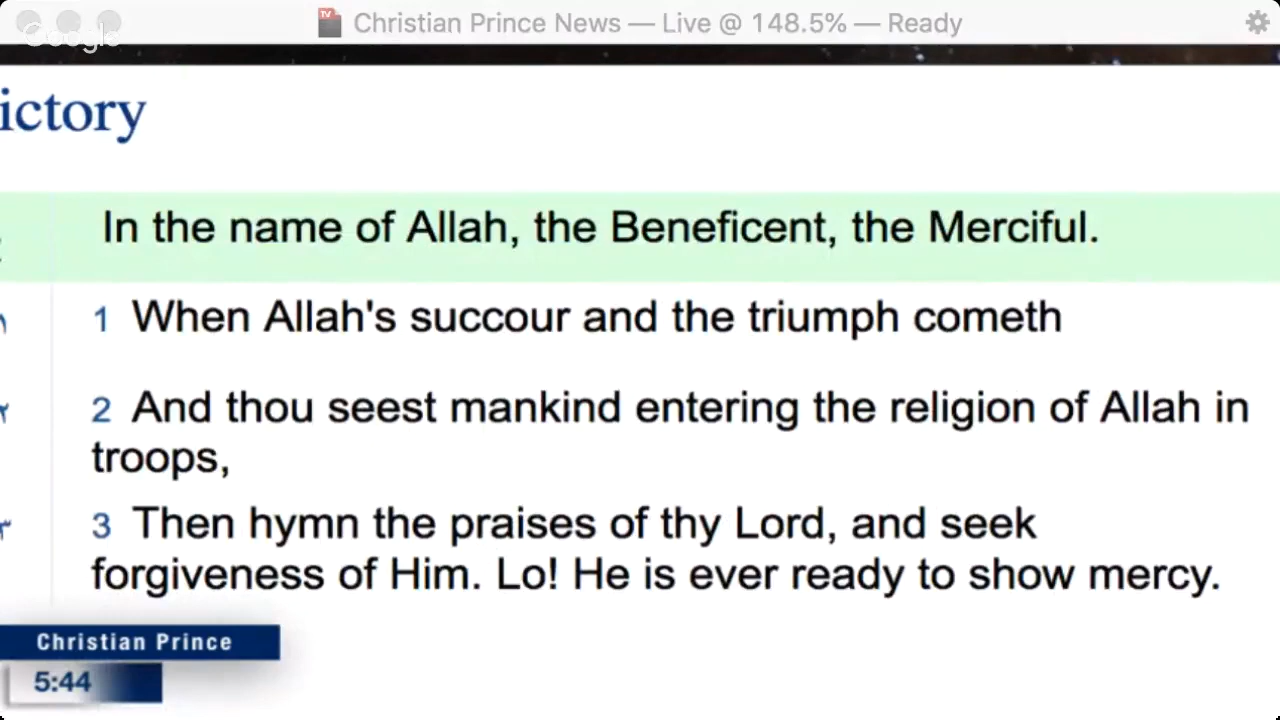 Christian Prince News — Live @ 148.5% — Ready
Google
ictory
In the name of Allah, the Beneficent, the Merciful.
1 When Allah's succour and the triumph cometh
2 And thou seest mankind entering the religion of Allah in
troops,
3 Then hymn the praises of thy Lord, and seek
forgiveness of Him. Lo! He is ever ready to show mercy.
Christian Prince
5:44